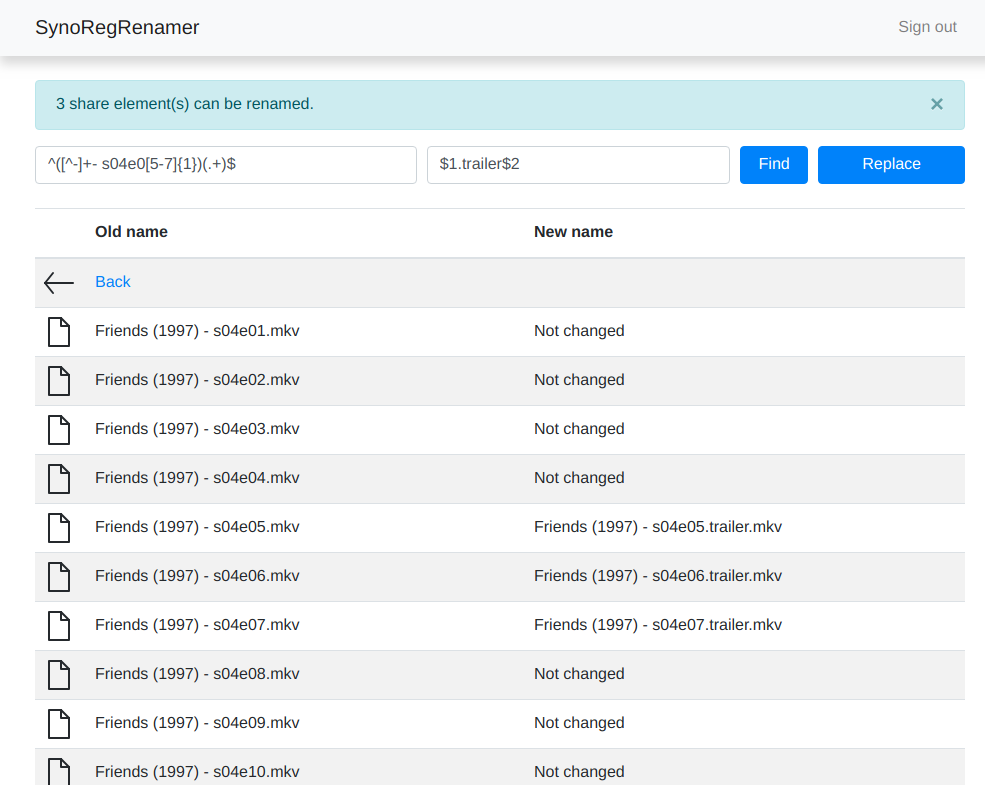 SynoRegRenamer Sign out
3 share element(s) can be renamed. ×
^([^-]+- s04e0[5-7]{1})(.+)$ $1.trailer$2 Find Replace
Old name New name
Back
Friends (1997) - s04e01.mkv Not changed
Friends (1997) - s04e02.mkv Not changed
Friends (1997) - s04e03.mkv Not changed
Friends (1997) - s04e04.mkv Not changed
Friends (1997) - s04e05.mkv Friends (1997) - s04e05.trailer.mkv
Friends (1997) - s04e06.mkv Friends (1997) - s04e06.trailer.mkv
Friends (1997) - s04e07.mkv Friends (1997) - s04e07.trailer.mkv
Friends (1997) - s04e08.mkv Not changed
Friends (1997) - s04e09.mkv Not changed
Friends (1997) - s04e10.mkv Not changed